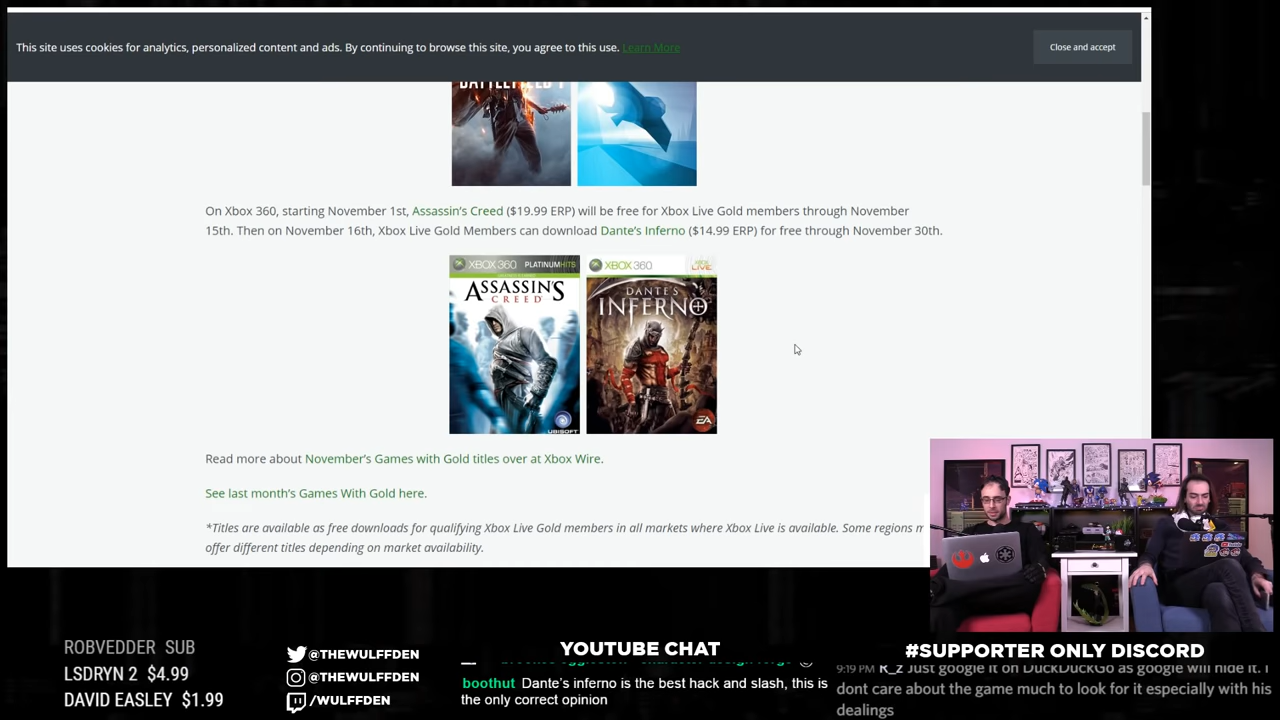 This site uses cookies for analytics, personalized content and ads. By continuing to browse this site, you agree to this use. Learn More
Close and accept
BATTLEFIELD 1
On Xbox 360, starting November 1st, Assassin's Creed ($19.99 ERP) will be free for Xbox Live Gold members through November
15th. Then on November 16th, Xbox Live Gold Members can download Dante's Inferno ($14.99 ERP) for free through November 30th.
XBOX 360 PLATINUM HITS
ASSASSIN'S
CREED
UBISOFT
XBOX 360
XBOX
LIVE
DANTE'S
INFERNO
EA
Read more about November's Games with Gold titles over at Xbox Wire.
See last month's Games With Gold here.
*Titles are available as free downloads for qualifying Xbox Live Gold members in all markets where Xbox Live is available. Some regions m
offer different titles depending on market availability.
ROBVEDDER SUB
LSDRYN 2 $4.99
DAVID EASLEY $1.99
@THEWULFFDEN
@THEWULFFDEN
/WULFFDEN
YOUTUBE CHAT
boothut Dante's inferno is the best hack and slash, this is
the only correct opinion
#SUPPORTER ONLY DISCORD
9:19 PM R_z Just google it on DuckDuckGo as google will hide it. I
dont care about the game much to look for it especially with his
dealings